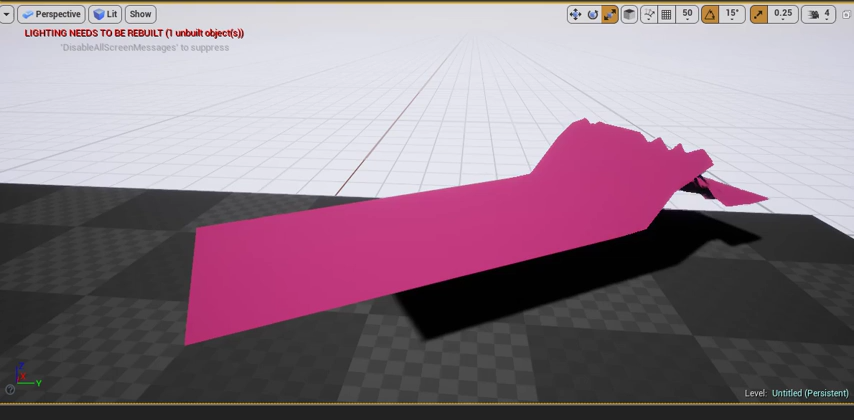 Perspective Lit Show 50 15° 0.25 4
LIGHTING NEEDS TO BE REBUILT (1 unbuilt object(s))
'DisableAllScreenMessages' to suppress
Z
X
Y
Level: Untitled (Persistent)